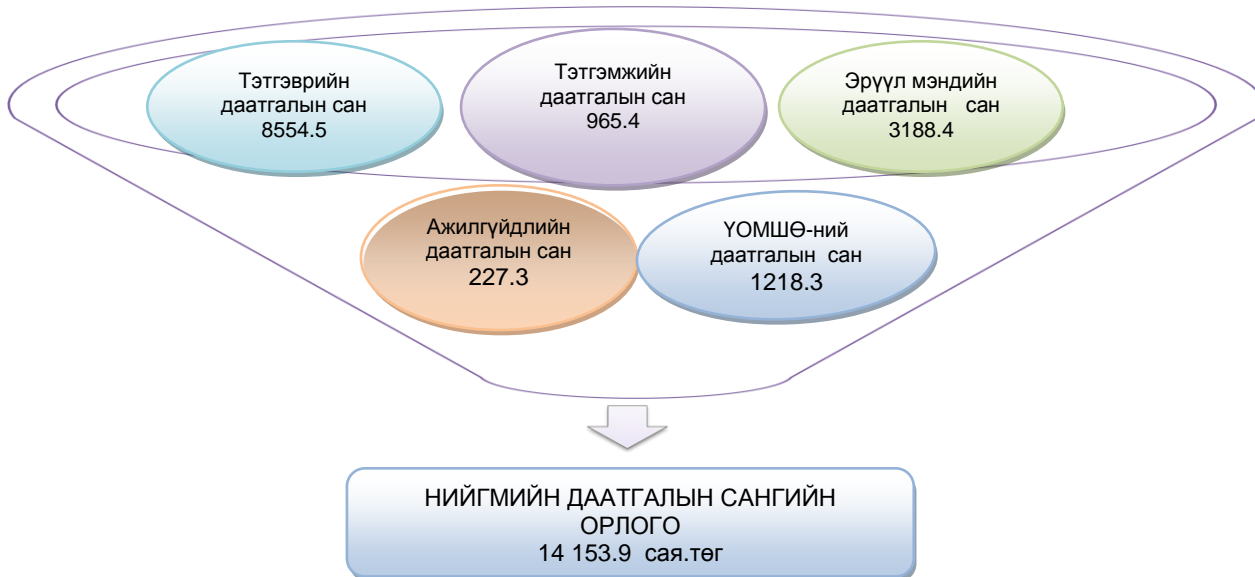 Тэтгэврийн
даатгалын сан
8554.5
Тэтгэмжийн
даатгалын сан
965.4
Эрүүл мэндийн
даатгалын сан
3188.4
Ажилгүйдлийн
даатгалын сан
227.3
ҮОМШӨ-ний
даатгалын сан
1218.3
НИЙГМИЙН ДААТГАЛЫН САНГИЙН
ОРЛОГО
14 153.9 сая.төг